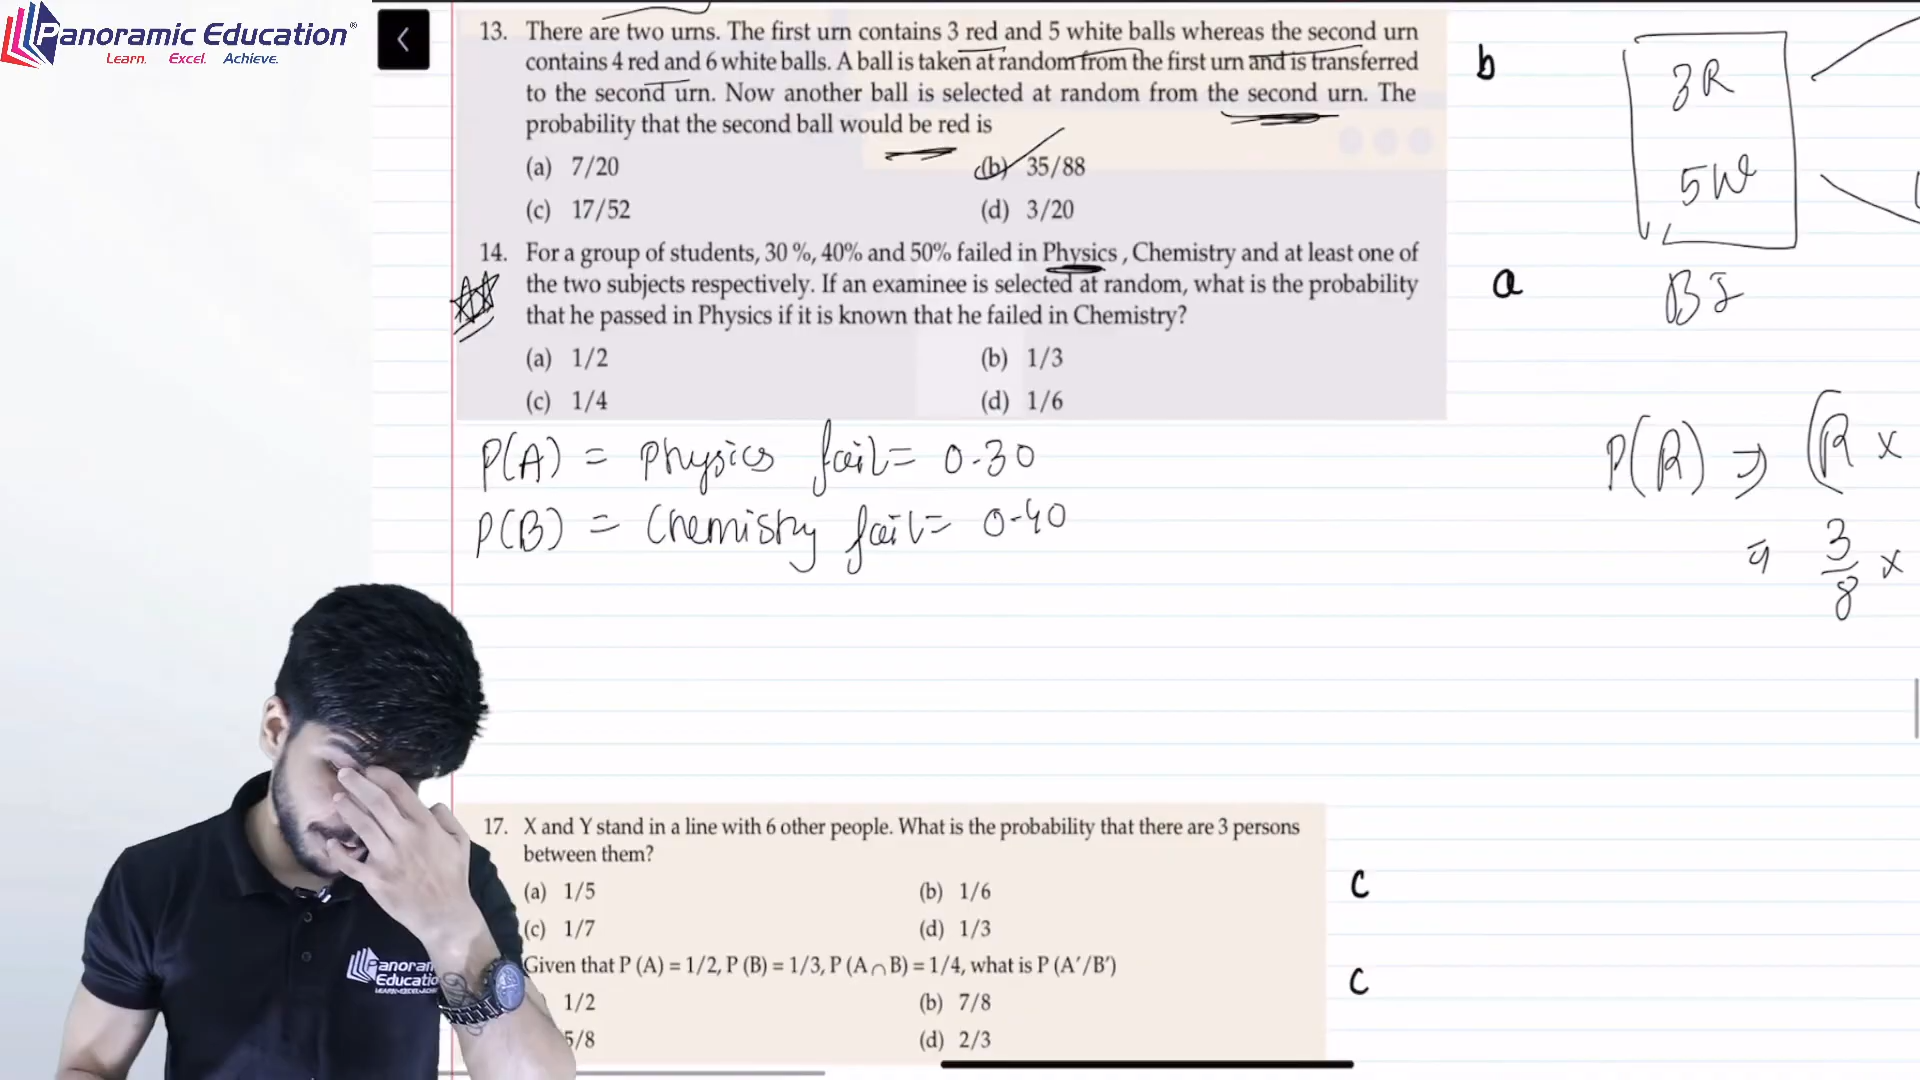 Panoramic Education®
Learn. Excel. Achieve.
13. There are two urns. The first urn contains 3 red and 5 white balls whereas the second urn
contains 4 red and 6 white balls. A ball is taken at random from the first urn and is transferred
to the second urn. Now another ball is selected at random from the second urn. The
probability that the second ball would be red is
(a) 7/20 (b) 35/88
(c) 17/52 (d) 3/20
b
3R
5W
14. For a group of students, 30 %, 40% and 50% failed in Physics , Chemistry and at least one of
the two subjects respectively. If an examinee is selected at random, what is the probability
that he passed in Physics if it is known that he failed in Chemistry?
(a) 1/2 (b) 1/3
(c) 1/4 (d) 1/6
a
P(A) = Physics fail = 0.30
P(B) = Chemistry fail = 0.40
P(R) ⇒ (R ×
3/8 ×
17. X and Y stand in a line with 6 other people. What is the probability that there are 3 persons
between them?
(a) 1/5 (b) 1/6
(c) 1/7 (d) 1/3
c
Given that P (A) = 1/2, P (B) = 1/3, P (A∩B) = 1/4, what is P (A′/B′)
1/2 (b) 7/8
5/8 (d) 2/3
c
Panoram
Education